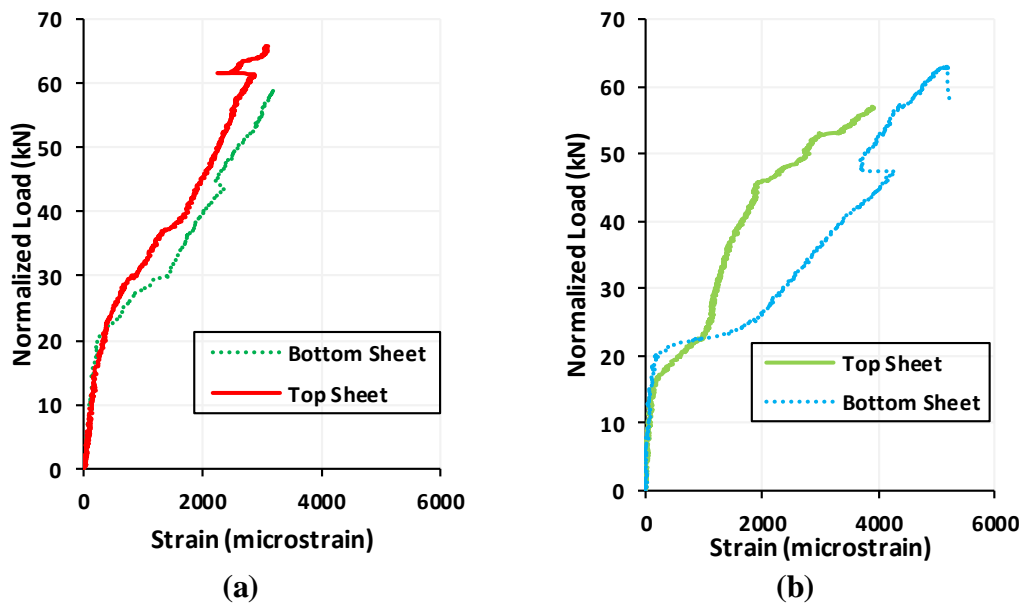 70
60
50
40
30
20
10
0
Normalized Load (kN)
0 2000 4000 6000
Strain (microstrain)
Bottom Sheet
Top Sheet
(a)
70
60
50
40
30
20
10
0
Normalized Load (kN)
0 2000 4000 6000
Strain (microstrain)
Top Sheet
Bottom Sheet
(b)